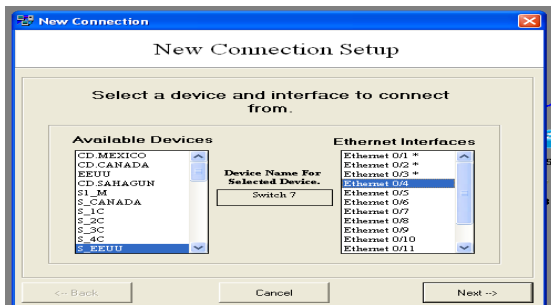 New Connection
New Connection Setup
Select a device and interface to connect
from.
Available Devices
CD.MEXICO
CD.CANADA
EEUU
CD.SAHAGUN
S1_M
S_CANADA
S_1C
S_2C
S_3C
S_4C
S_EEUU
Device Name For
Selected Device.
Switch 7
Ethernet Interfaces
Ethernet 0/1 *
Ethernet 0/2 *
Ethernet 0/3 *
Ethernet 0/4
Ethernet 0/5
Ethernet 0/6
Ethernet 0/7
Ethernet 0/8
Ethernet 0/9
Ethernet 0/10
Ethernet 0/11
<-- Back
Cancel
Next -->